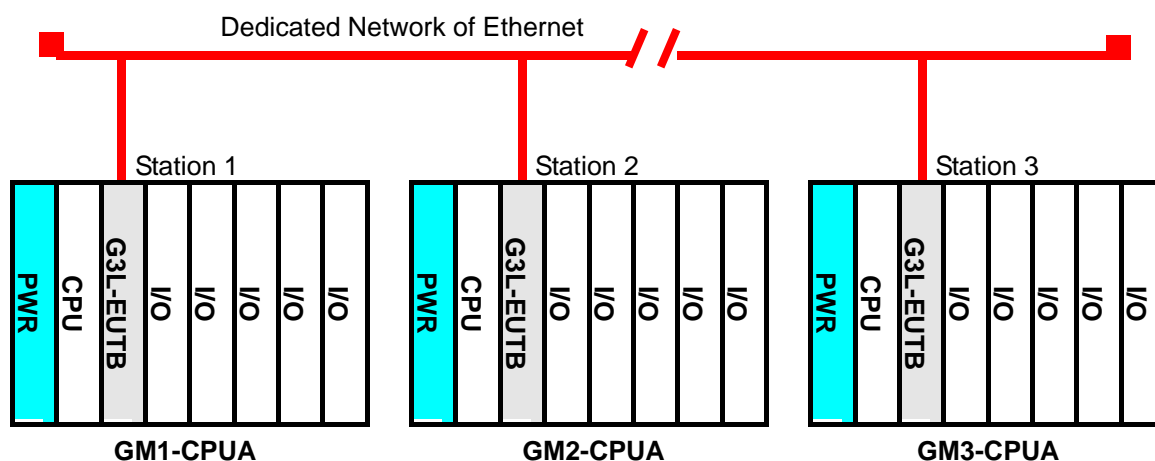 Dedicated Network of Ethernet
Station 1
Station 2
Station 3
PWR
CPU
G3L-EUTB
I/O
I/O
I/O
I/O
I/O
PWR
CPU
G3L-EUTB
I/O
I/O
I/O
I/O
I/O
PWR
CPU
G3L-EUTB
I/O
I/O
I/O
I/O
I/O
GM1-CPUA
GM2-CPUA
GM3-CPUA